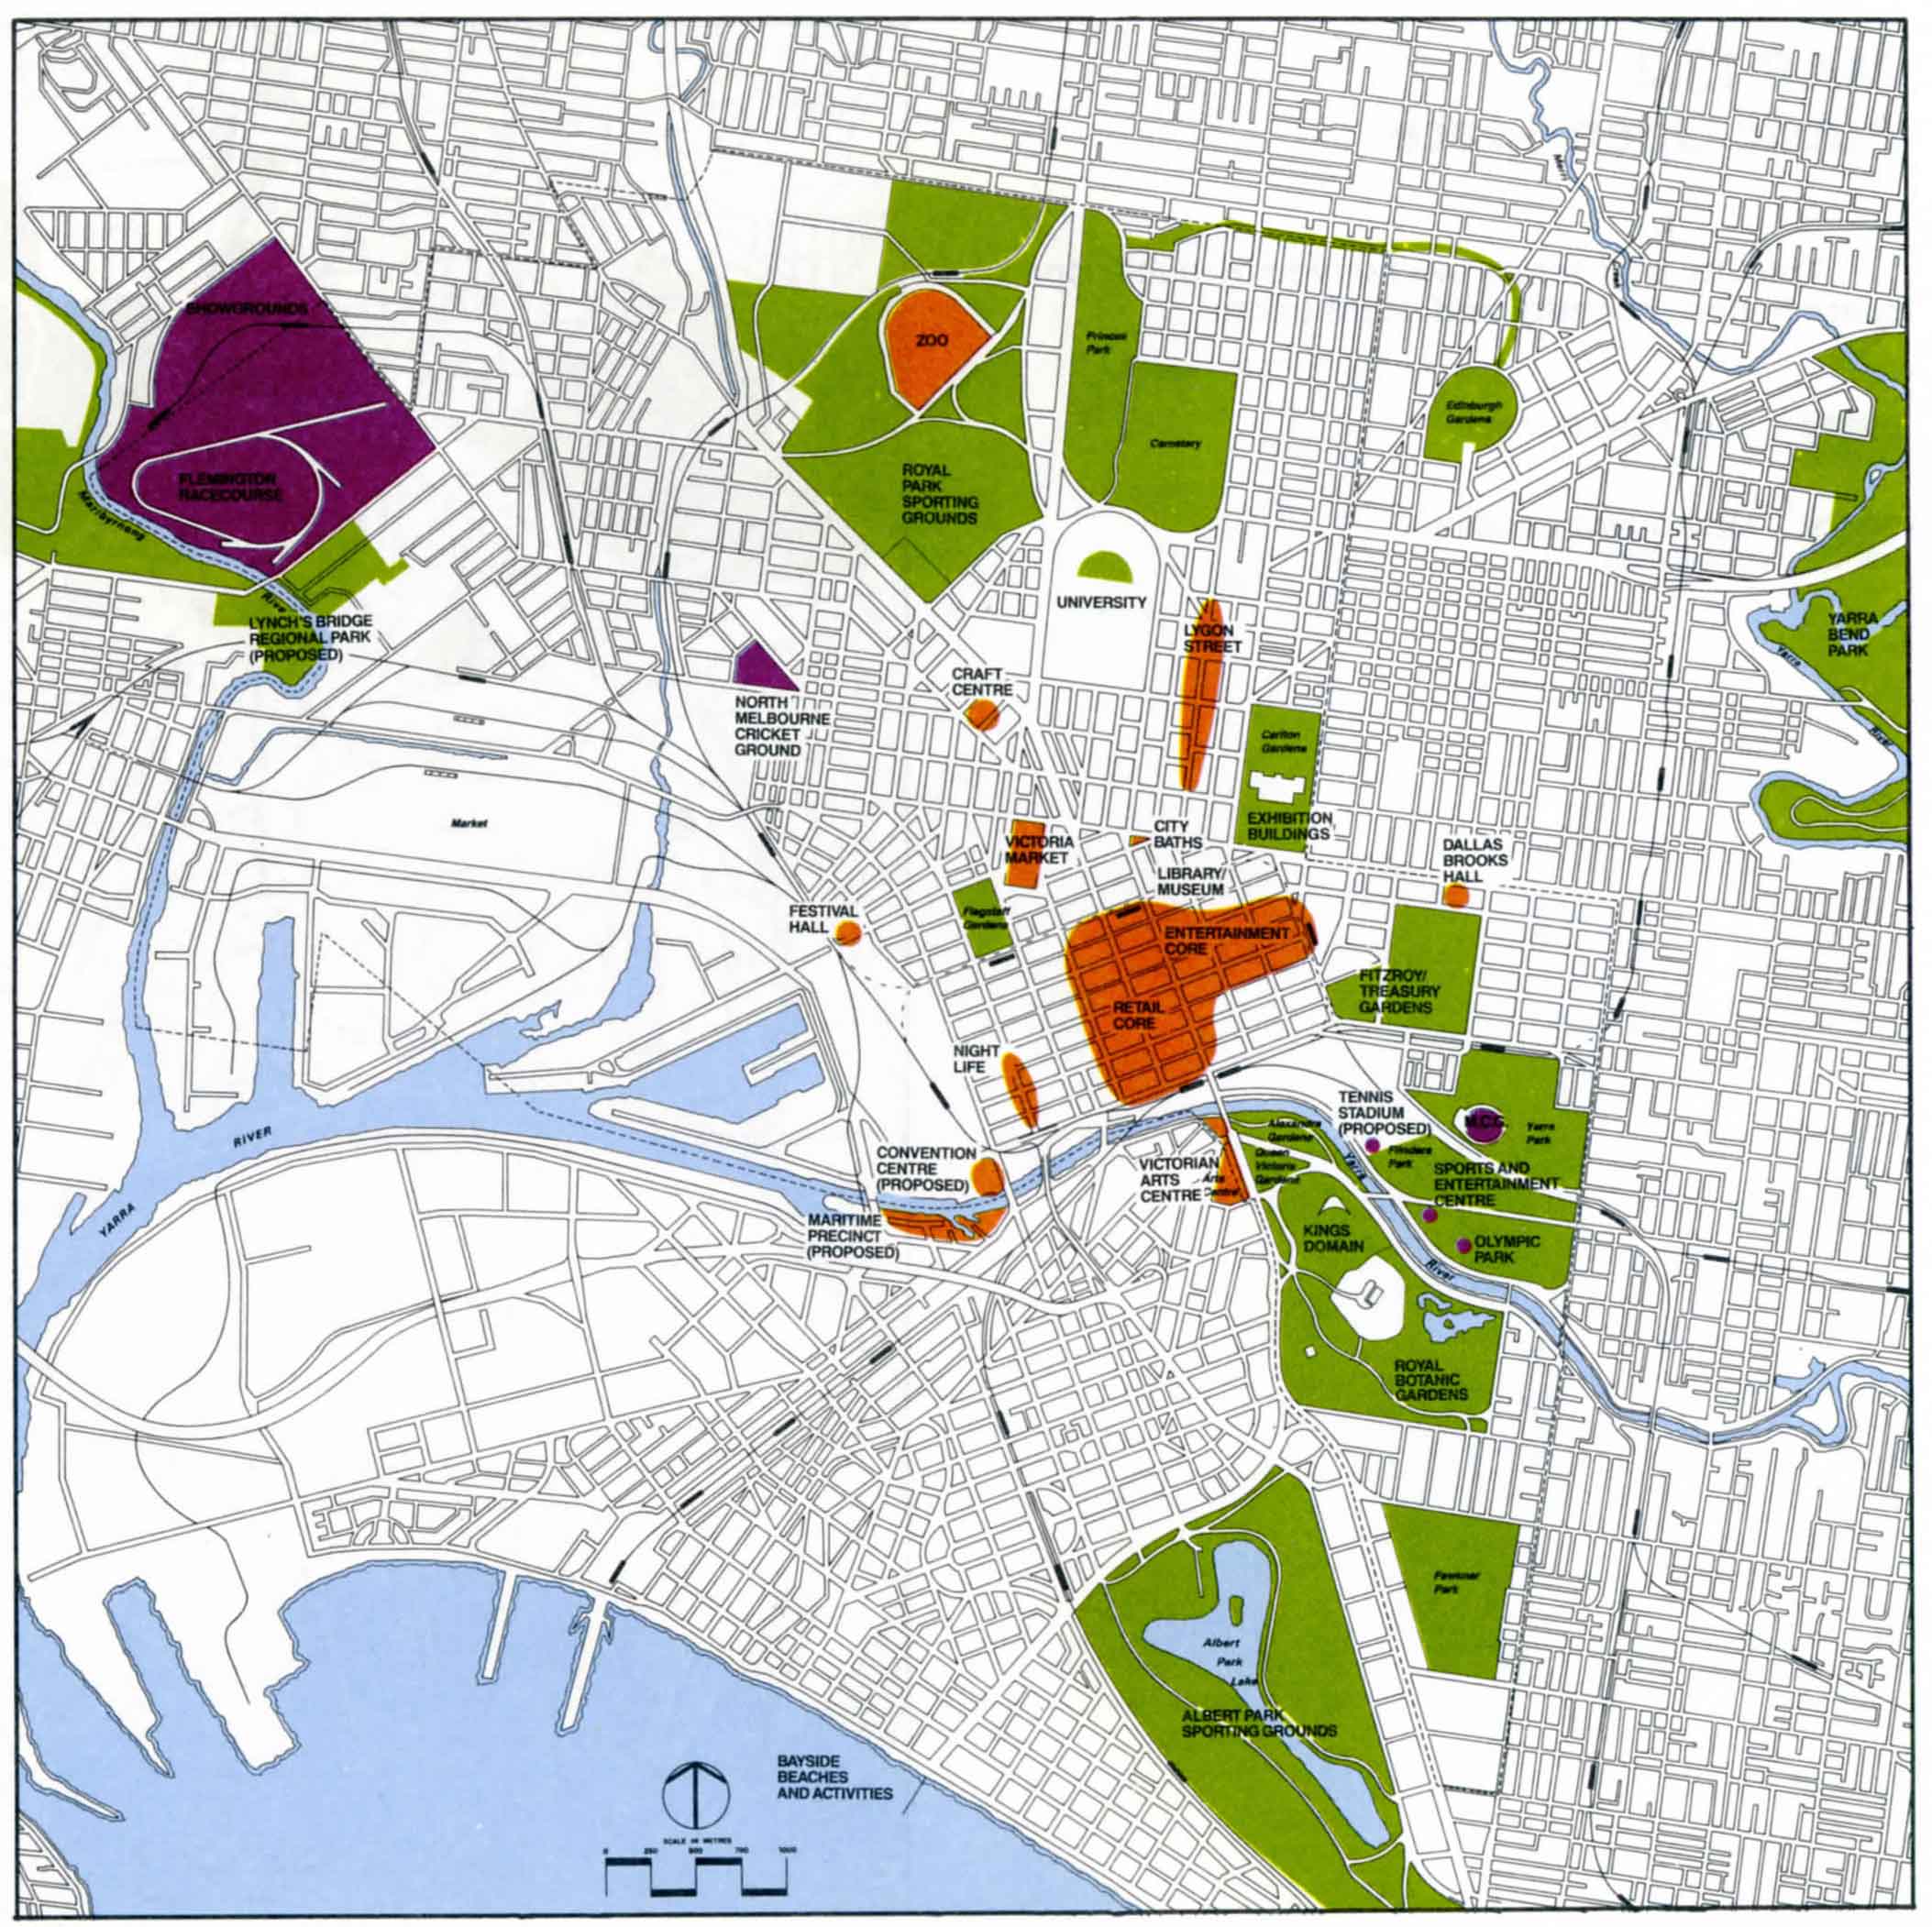 Merri
Creek
SHOWGROUNDS
ZOO
Princes
Park
Edinburgh
Gardens
Cemetery
FLEMINGTON
RACECOURSE
ROYAL
PARK
SPORTING
GROUNDS
Maribyrnong
River
UNIVERSITY
LYNCH'S BRIDGE
REGIONAL PARK
(PROPOSED)
LYGON
STREET
YARRA
BEND
PARK
Yarra
River
CRAFT
CENTRE
NORTH
MELBOURNE
CRICKET
GROUND
Carlton
Gardens
EXHIBITION
BUILDINGS
Market
VICTORIA
MARKET
CITY
BATHS
LIBRARY/
MUSEUM
DALLAS
BROOKS
HALL
FESTIVAL
HALL
Flagstaff
Gardens
ENTERTAINMENT
CORE
FITZROY/
TREASURY
GARDENS
RETAIL
CORE
NIGHT
LIFE
TENNIS
STADIUM
(PROPOSED)
M.C.G.
Yarra
Park
Alexandra
Gardens
Queen
Victoria
Gardens
Flinders
Park
RIVER
YARRA
CONVENTION
CENTRE
(PROPOSED)
VICTORIAN
ARTS
CENTRE
Arts
Centre
Yarra
River
SPORTS AND
ENTERTAINMENT
CENTRE
MARITIME
PRECINCT
(PROPOSED)
KINGS
DOMAIN
OLYMPIC
PARK
ROYAL
BOTANIC
GARDENS
Fawkner
Park
Albert
Park
Lake
ALBERT PARK
SPORTING GROUNDS
BAYSIDE
BEACHES
AND ACTIVITIES
SCALE IN METRES
0 250 500 750 1000